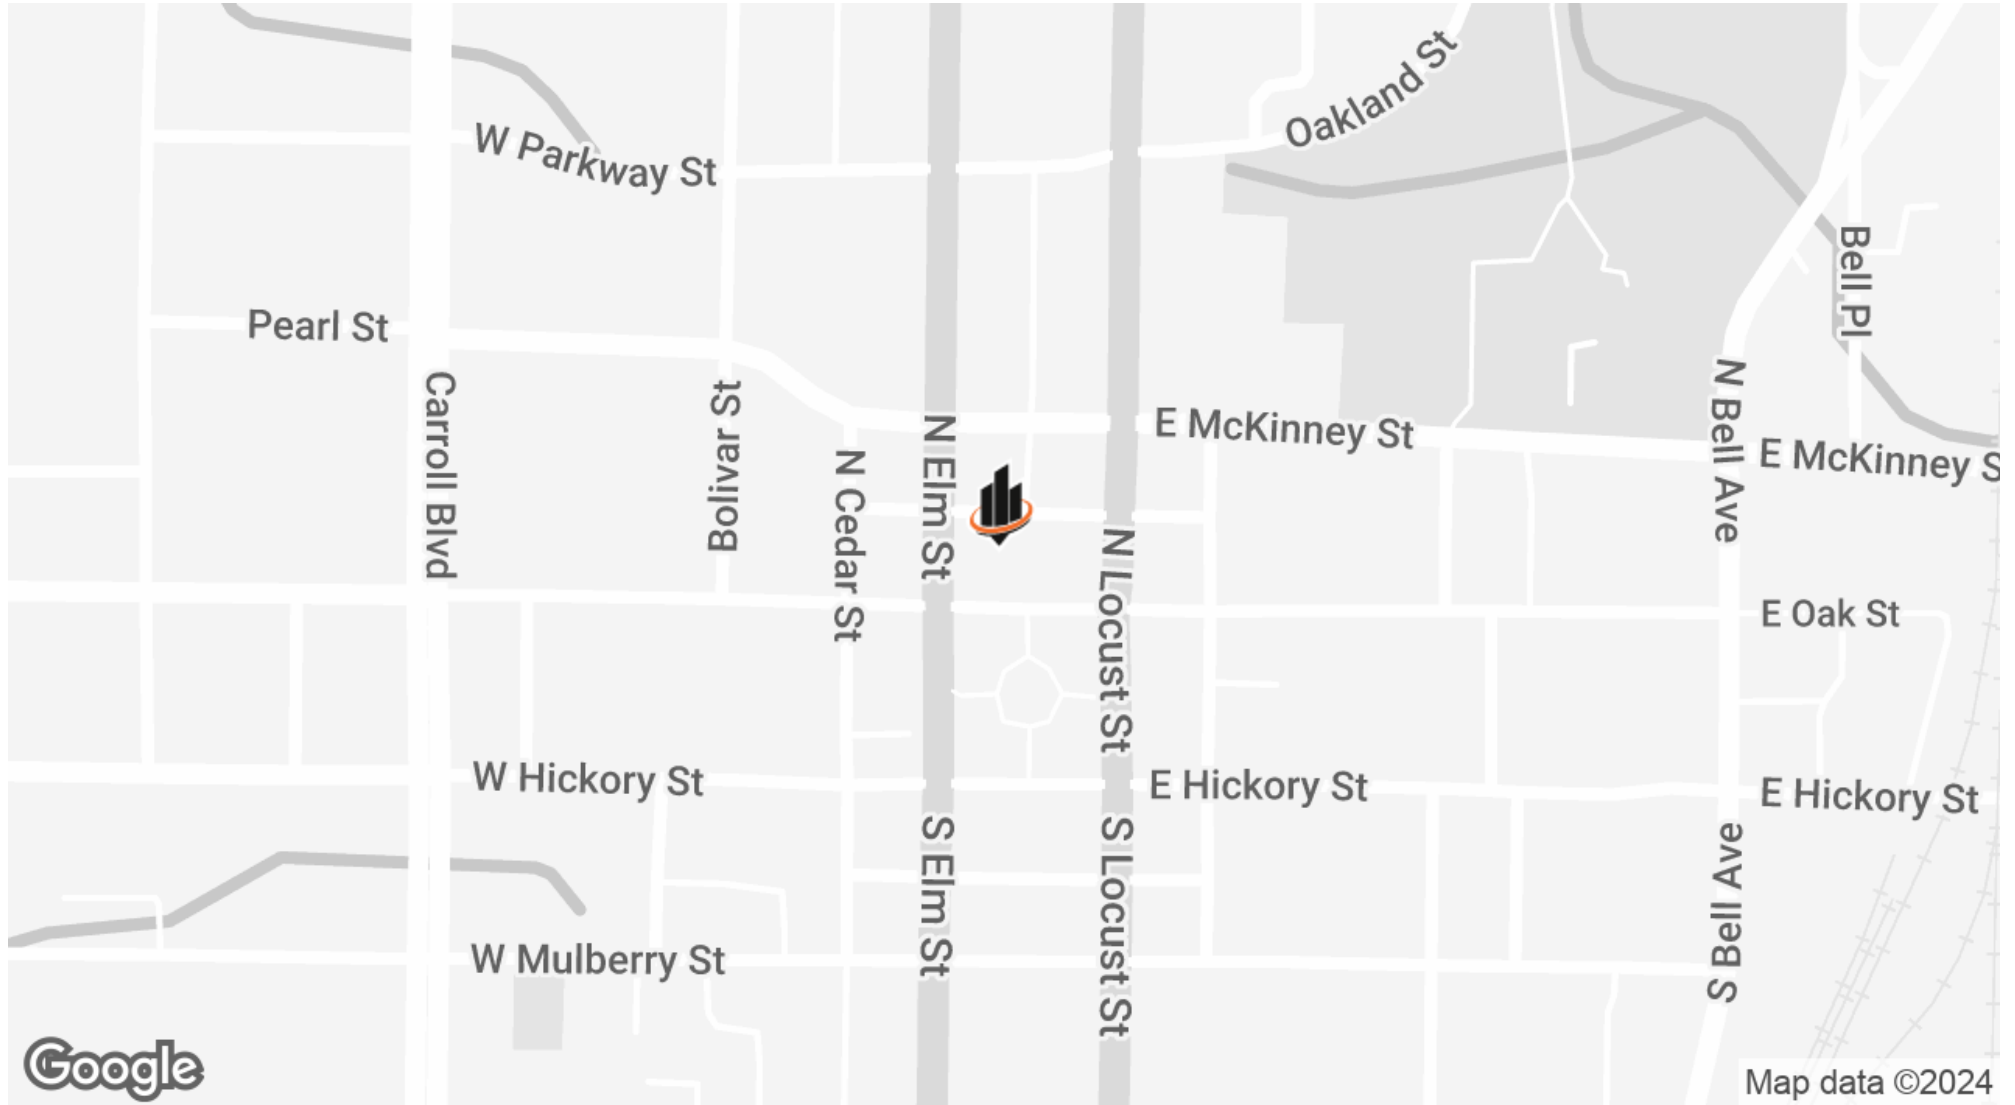 Oakland St
W Parkway St
Bell Pl
Pearl St
Carroll Blvd
Bolivar St
N Cedar St
N Elm St
E McKinney St
N Bell Ave
E McKinney S
N Locust St
E Oak St
W Hickory St
E Hickory St
E Hickory St
S Elm St
S Locust St
S Bell Ave
W Mulberry St
Google
Map data ©2024